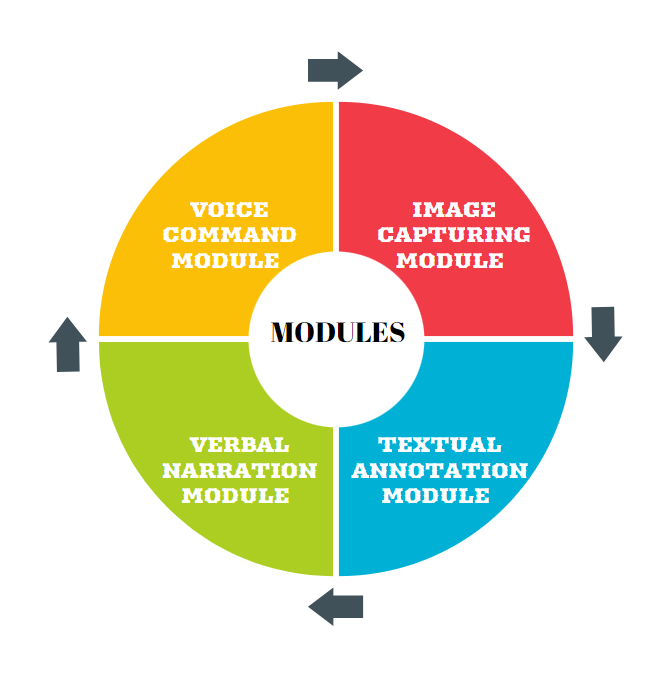 VOICE
COMMAND
MODULE
IMAGE
CAPTURING
MODULE
MODULES
VERBAL
NARRATION
MODULE
TEXTUAL
ANNOTATION
MODULE